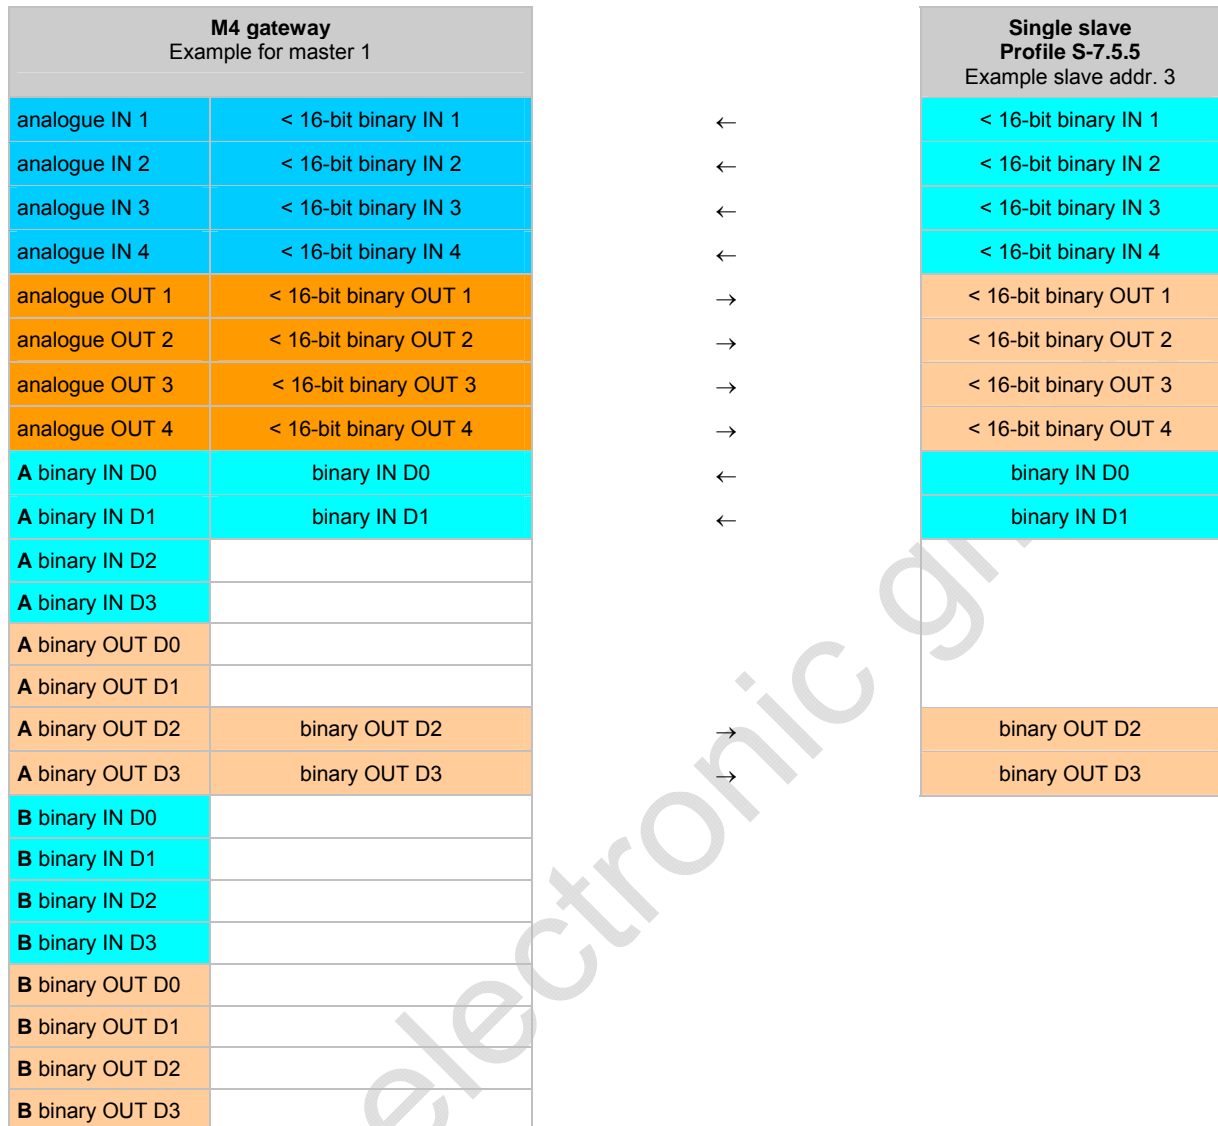 M4 gateway
Example for master 1
Single slave
Profile S-7.5.5
Example slave addr. 3
analogue IN 1 < 16-bit binary IN 1 ← < 16-bit binary IN 1
analogue IN 2 < 16-bit binary IN 2 ← < 16-bit binary IN 2
analogue IN 3 < 16-bit binary IN 3 ← < 16-bit binary IN 3
analogue IN 4 < 16-bit binary IN 4 ← < 16-bit binary IN 4
analogue OUT 1 < 16-bit binary OUT 1 → < 16-bit binary OUT 1
analogue OUT 2 < 16-bit binary OUT 2 → < 16-bit binary OUT 2
analogue OUT 3 < 16-bit binary OUT 3 → < 16-bit binary OUT 3
analogue OUT 4 < 16-bit binary OUT 4 → < 16-bit binary OUT 4
A binary IN D0 binary IN D0 ← binary IN D0
A binary IN D1 binary IN D1 ← binary IN D1
A binary IN D2
A binary IN D3
A binary OUT D0
A binary OUT D1
A binary OUT D2 binary OUT D2 → binary OUT D2
A binary OUT D3 binary OUT D3 → binary OUT D3
B binary IN D0
B binary IN D1
B binary IN D2
B binary IN D3
B binary OUT D0
B binary OUT D1
B binary OUT D2
B binary OUT D3
electronic